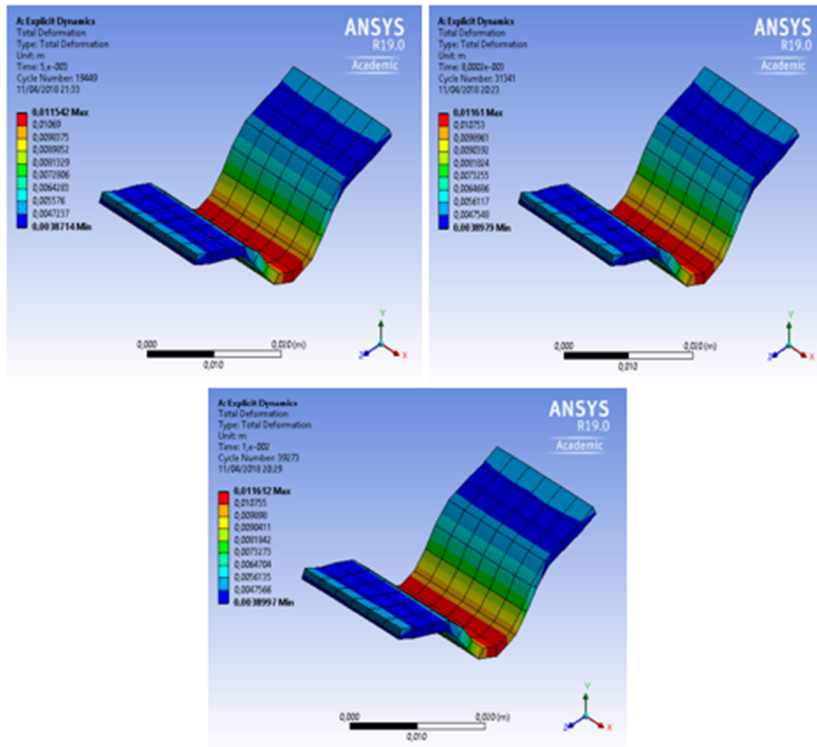 A: Explicit Dynamics
Total Deformation
Type: Total Deformation
Unit: m
Time: 5,e-003
Cycle Number: 19449
11/04/2018 21:33
0,011542 Max
0,01069
0,0098375
0,0089852
0,0081329
0,0072806
0,0064283
0,005576
0,0047237
0,0038714 Min
ANSYS
R19.0
Academic
0,000
0,020 (m)
0,010
Y
Z
X
A: Explicit Dynamics
Total Deformation
Type: Total Deformation
Unit: m
Time: 8,0002e-003
Cycle Number: 31341
11/04/2018 20:23
0,01161 Max
0,010753
0,0098961
0,0090392
0,0081824
0,0073255
0,0064686
0,0056117
0,0047548
0,0038979 Min
ANSYS
R19.0
Academic
0,000
0,020 (m)
0,010
Y
Z
X
A: Explicit Dynamics
Total Deformation
Type: Total Deformation
Unit: m
Time: 1,e-002
Cycle Number: 39273
11/04/2018 20:29
0,011612 Max
0,010755
0,009898
0,0090411
0,0081842
0,0073273
0,0064704
0,0056135
0,0047566
0,0038997 Min
ANSYS
R19.0
Academic
0,000
0,020 (m)
0,010
Y
Z
X